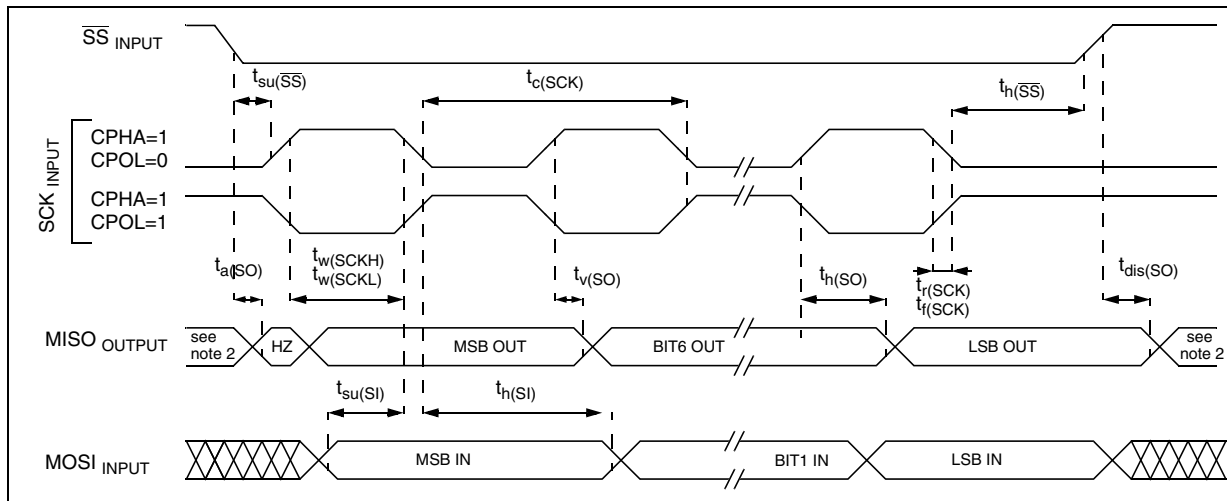 SS INPUT
tsu(SS)
tc(SCK)
th(SS)
SCK INPUT
CPHA=1
CPOL=0
CPHA=1
CPOL=1
ta(SO)
tw(SCKH)
tw(SCKL)
tv(SO)
th(SO)
tr(SCK)
tf(SCK)
tdis(SO)
MISO OUTPUT
see note 2
HZ
MSB OUT
BIT6 OUT
LSB OUT
see note 2
tsu(SI)
th(SI)
MOSI INPUT
MSB IN
BIT1 IN
LSB IN